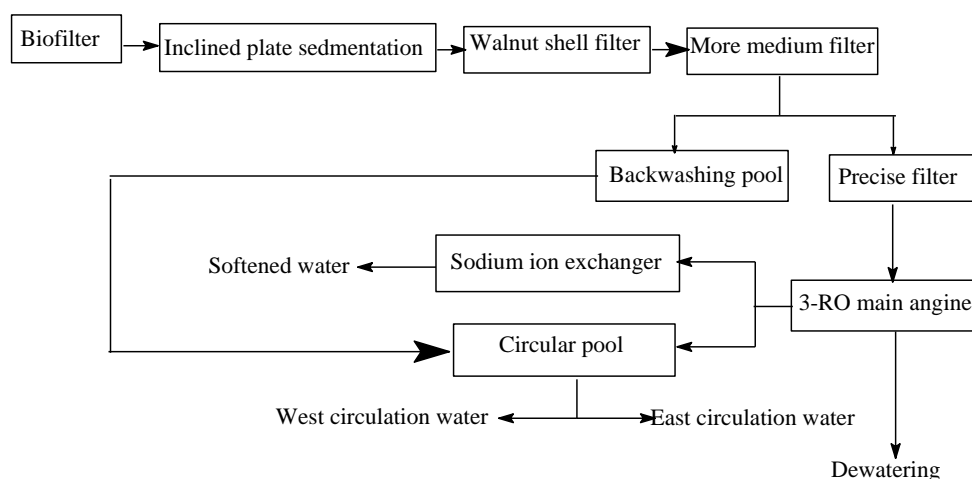 Biofilter
Inclined plate sedimentation
Walnut shell filter
More medium filter
Backwashing pool
Precise filter
Softened water
Sodium ion exchanger
3-RO main angine
Circular pool
West circulation water
East circulation water
Dewatering